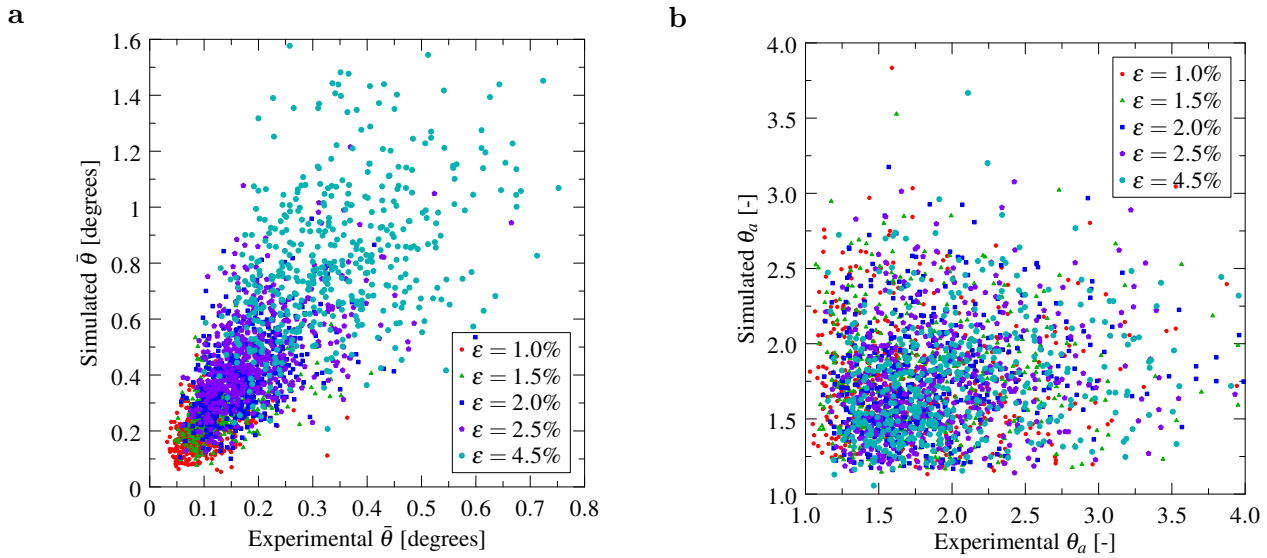 a
1.6
1.4
1.2
1
0.8
0.6
0.4
0.2
0
0 0.1 0.2 0.3 0.4 0.5 0.6 0.7 0.8
Simulated θ̄ [degrees]
Experimental θ̄ [degrees]
ε = 1.0%
ε = 1.5%
ε = 2.0%
ε = 2.5%
ε = 4.5%
b
4.0
3.5
3.0
2.5
2.0
1.5
1.0
1.0 1.5 2.0 2.5 3.0 3.5 4.0
Simulated θₐ [-]
Experimental θₐ [-]
ε = 1.0%
ε = 1.5%
ε = 2.0%
ε = 2.5%
ε = 4.5%